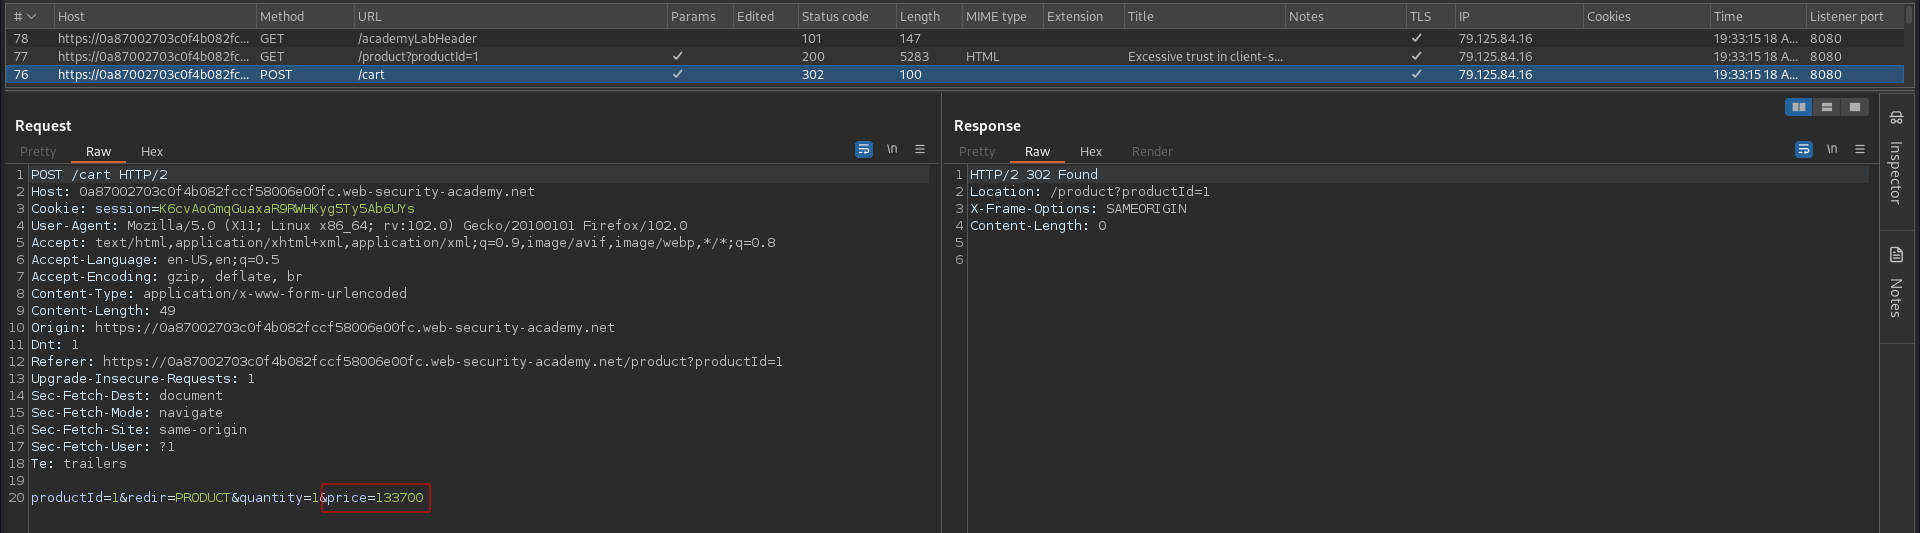 # Host Method URL Params Edited Status code Length MIME type Extension Title Notes TLS IP Cookies Time Listener port
78 https://0a87002703c0f4b082fc... GET /academyLabHeader 101 147 ✓ 79.125.84.16 19:33:15 18 A... 8080
77 https://0a87002703c0f4b082fc... GET /product?productId=1 ✓ 200 5283 HTML Excessive trust in client-s... ✓ 79.125.84.16 19:33:15 18 A... 8080
76 https://0a87002703c0f4b082fc... POST /cart ✓ 302 100 ✓ 79.125.84.16 19:33:15 18 A... 8080
Request
Pretty Raw Hex \n
1 POST /cart HTTP/2
2 Host: 0a87002703c0f4b082fccf58006e00fc.web-security-academy.net
3 Cookie: session=K6cvAoGmqGuaxaR9RWHKyg5Ty5Ab6UYs
4 User-Agent: Mozilla/5.0 (X11; Linux x86_64; rv:102.0) Gecko/20100101 Firefox/102.0
5 Accept: text/html,application/xhtml+xml,application/xml;q=0.9,image/avif,image/webp,*/*;q=0.8
6 Accept-Language: en-US,en;q=0.5
7 Accept-Encoding: gzip, deflate, br
8 Content-Type: application/x-www-form-urlencoded
9 Content-Length: 49
10 Origin: https://0a87002703c0f4b082fccf58006e00fc.web-security-academy.net
11 Dnt: 1
12 Referer: https://0a87002703c0f4b082fccf58006e00fc.web-security-academy.net/product?productId=1
13 Upgrade-Insecure-Requests: 1
14 Sec-Fetch-Dest: document
15 Sec-Fetch-Mode: navigate
16 Sec-Fetch-Site: same-origin
17 Sec-Fetch-User: ?1
18 Te: trailers
19
20 productId=1&redir=PRODUCT&quantity=1&price=133700
Response
Pretty Raw Hex Render \n
1 HTTP/2 302 Found
2 Location: /product?productId=1
3 X-Frame-Options: SAMEORIGIN
4 Content-Length: 0
5
6
Inspector
Notes